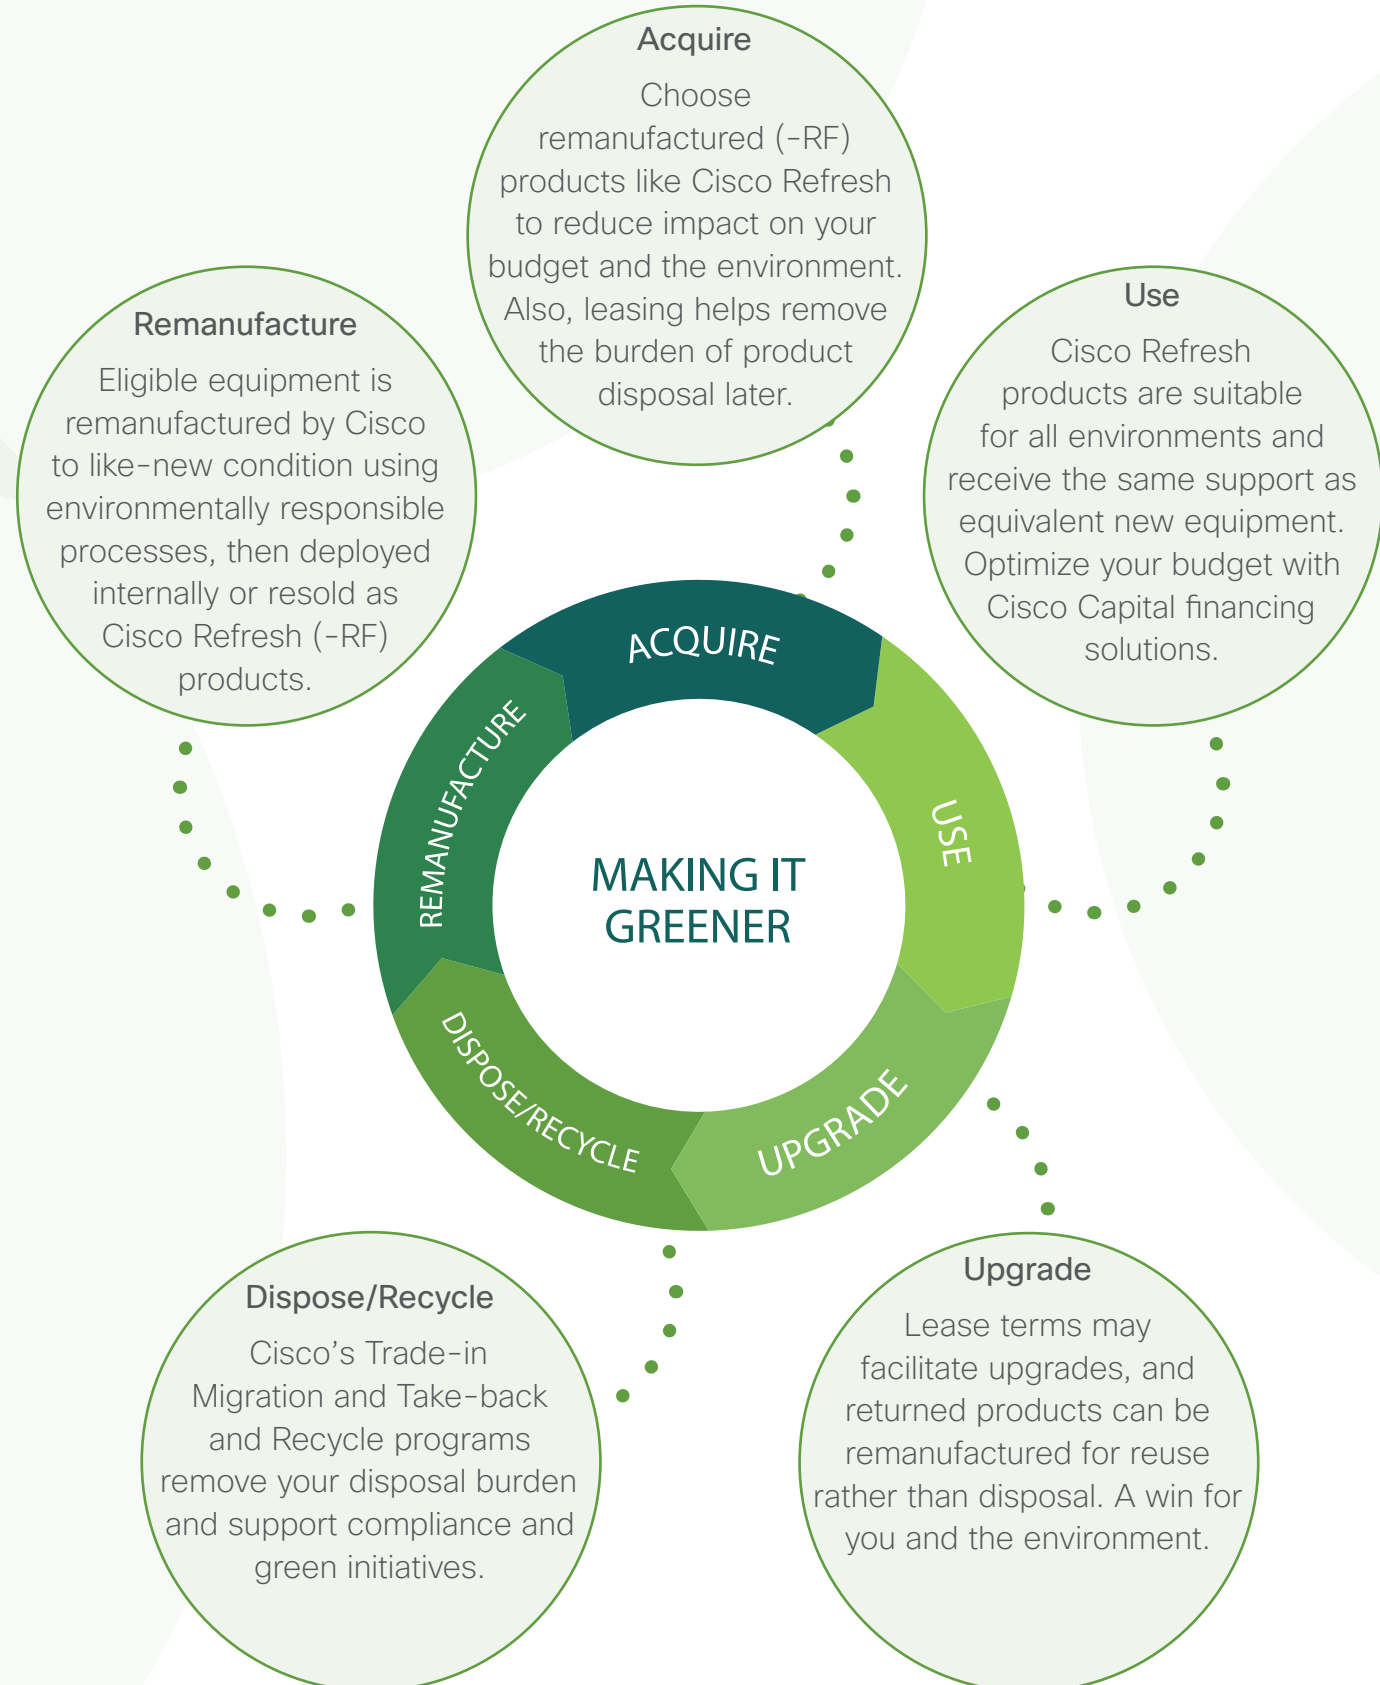 Acquire
Choose
remanufactured (-RF)
products like Cisco Refresh
to reduce impact on your
budget and the environment.
Also, leasing helps remove
the burden of product
disposal later.
Remanufacture
Eligible equipment is
remanufactured by Cisco
to like-new condition using
environmentally responsible
processes, then deployed
internally or resold as
Cisco Refresh (-RF)
products.
Use
Cisco Refresh
products are suitable
for all environments and
receive the same support as
equivalent new equipment.
Optimize your budget with
Cisco Capital financing
solutions.
ACQUIRE
USE
UPGRADE
DISPOSE/RECYCLE
REMANUFACTURE
MAKING IT
GREENER
Dispose/Recycle
Cisco’s Trade-in
Migration and Take-back
and Recycle programs
remove your disposal burden
and support compliance and
green initiatives.
Upgrade
Lease terms may
facilitate upgrades, and
returned products can be
remanufactured for reuse
rather than disposal. A win for
you and the environment.